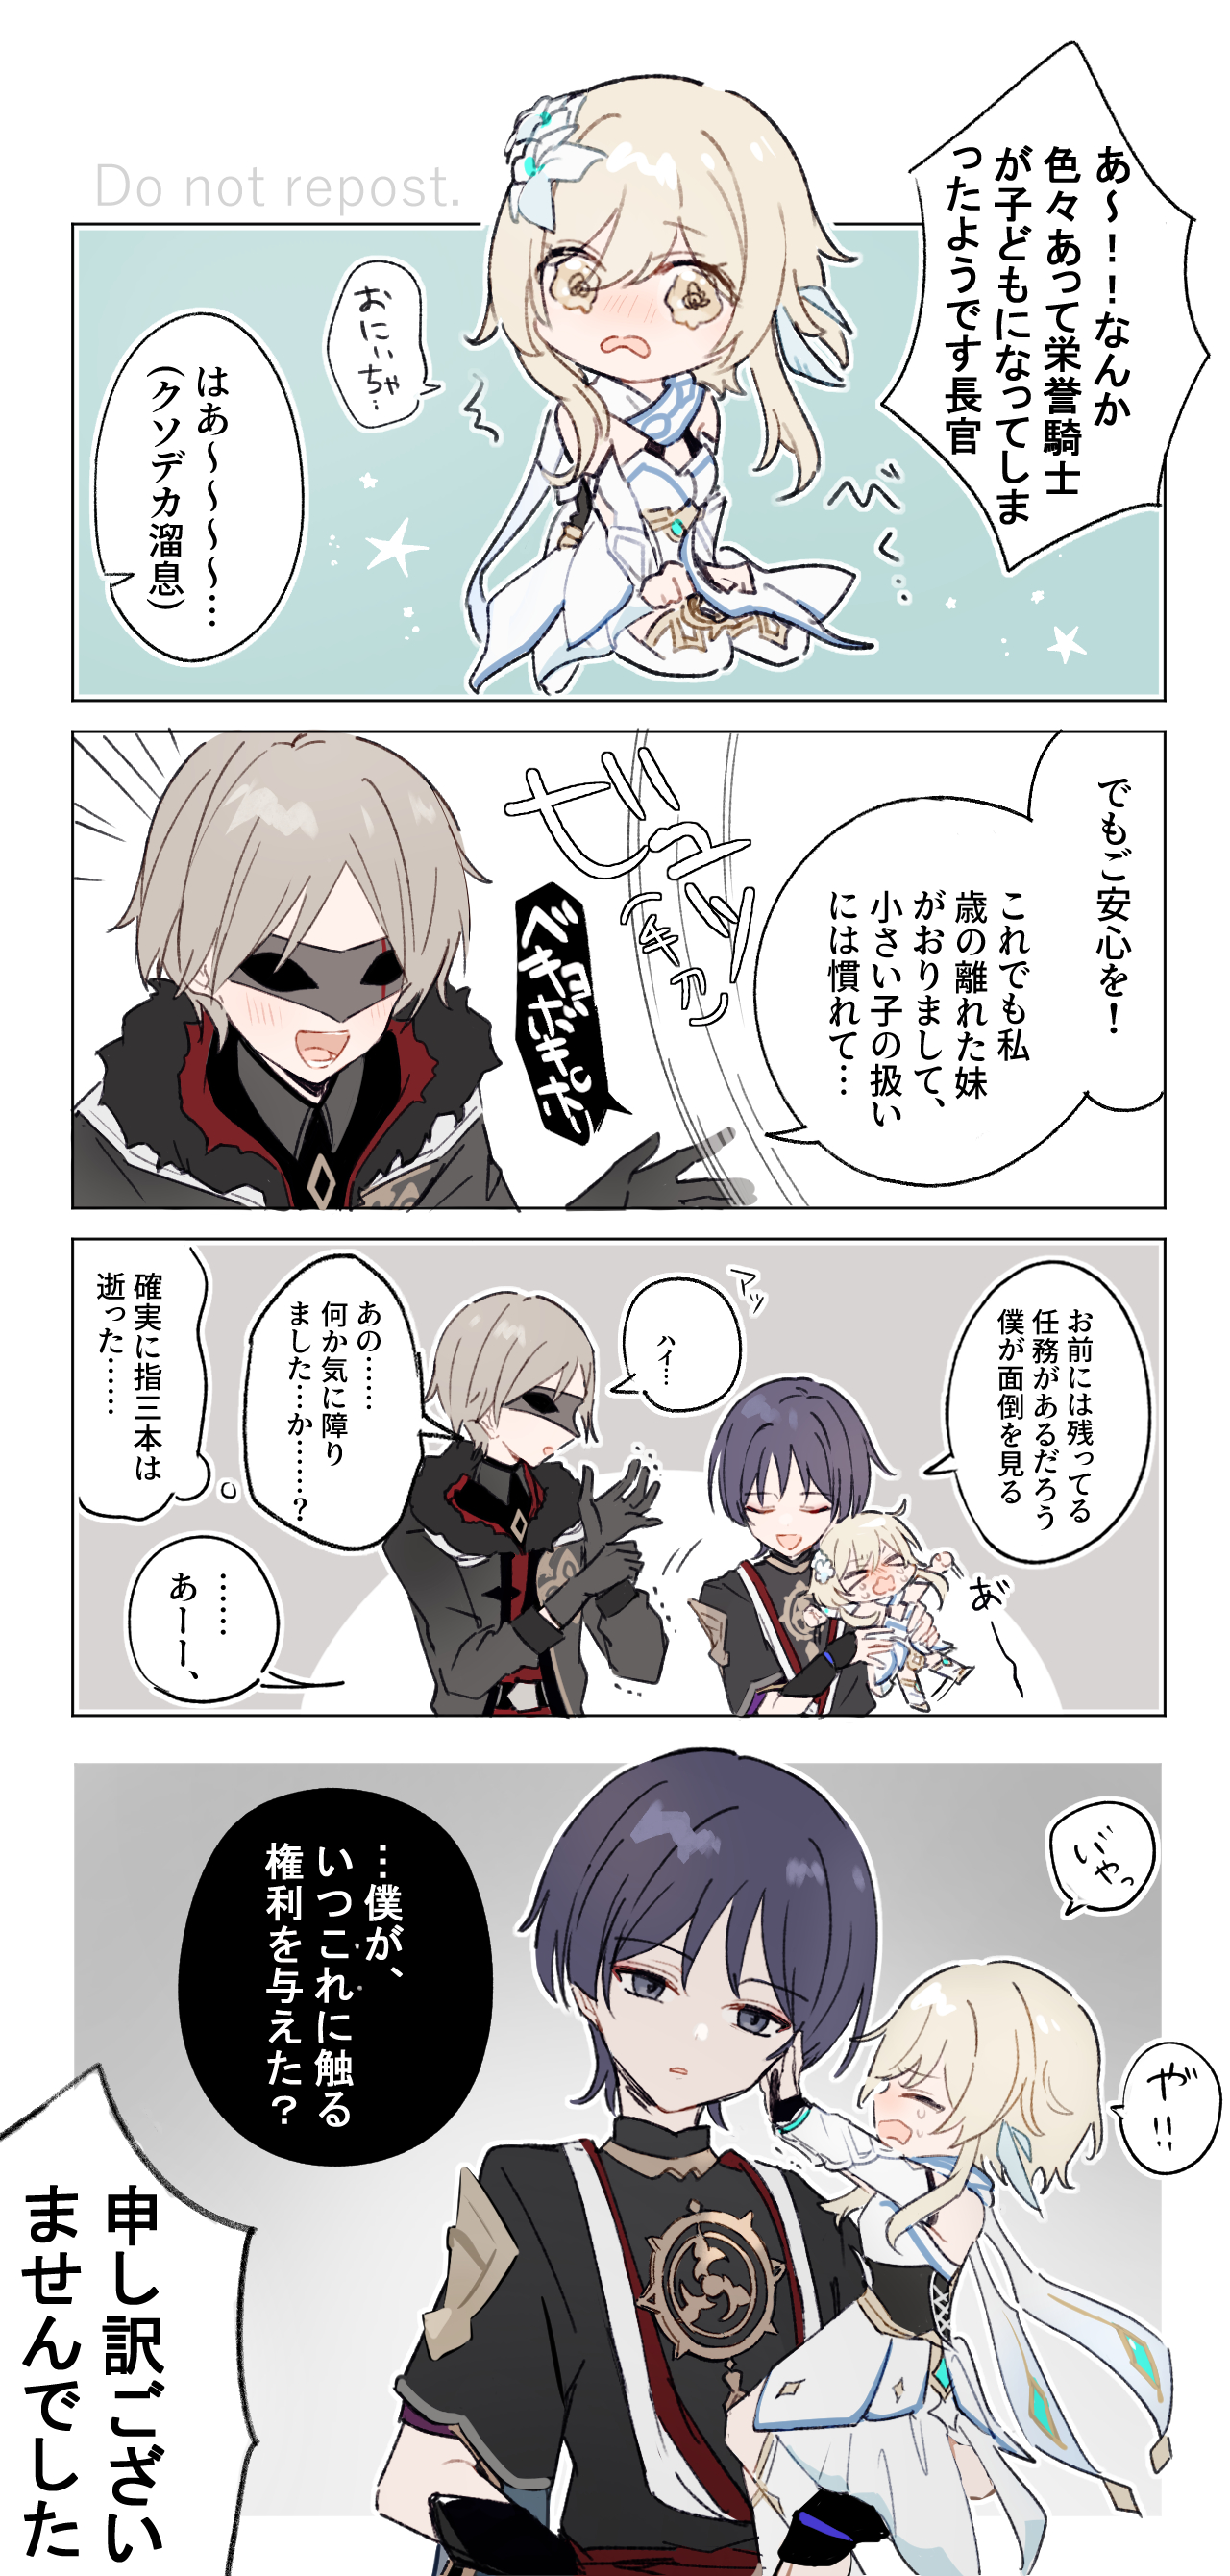 Do not repost.
あ〜！！なんか
色々あって栄誉騎士
が子どもになってしま
ったようです長官
おにぃ
ちゃ…
べく…
はあ〜〜〜〜…
(クソデカ溜息)
でもご安心を！
これでも私
歳の離れた妹
がおりまして、
小さい子の扱い
には慣れて…
ベキョボキポリ
お前には残ってる
任務があるだろう
僕が面倒を見る
アッ
ハイ…
あの……
何か気に障り
ました…か……？
確実に指三本は
逝った……
あ゛
……
あーー、
にゃっ
や゛!!
…僕が、
いつこれに触る
権利を与えた？
申し訳ござい
ませんでした